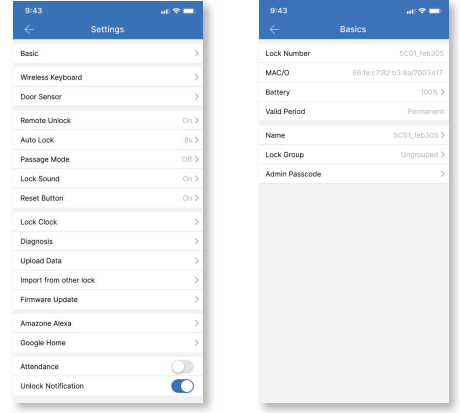 9:43
Settings
Basic
Wireless Keyboard
Door Sensor
Remote Unlock On
Auto Lock 8s
Passage Mode Off
Lock Sound On
Reset Button On
Lock Clock
Diagnosis
Upload Data
Import from other lock
Firmware Update
Amazone Alexa
Google Home
Attendance
Unlock Notification
9:43
Basics
Lock Number 5C01_feb305
MAC/O 66:fe:c7:82:b3:8a/7003417
Battery 100%
Valid Period Permanent
Name 5C01_feb305
Lock Group Ungrouped
Admin Passcode